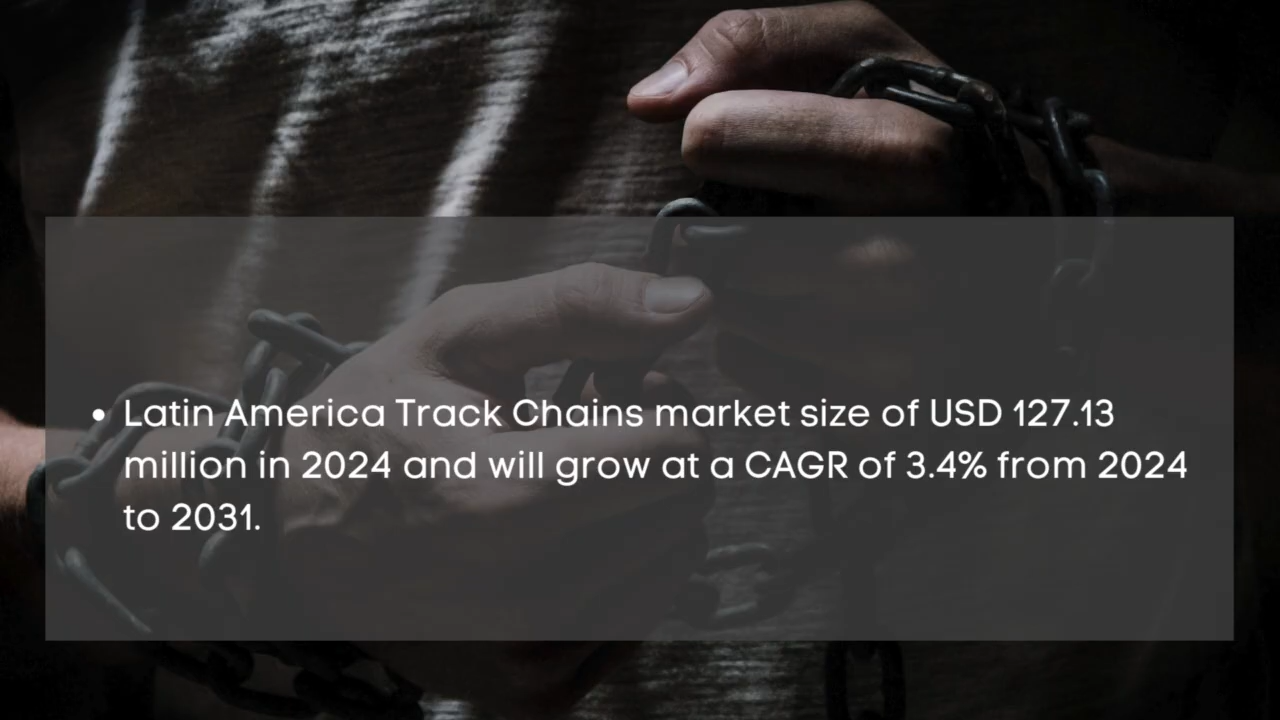 • Latin America Track Chains market size of USD 127.13
million in 2024 and will grow at a CAGR of 3.4% from 2024
to 2031.